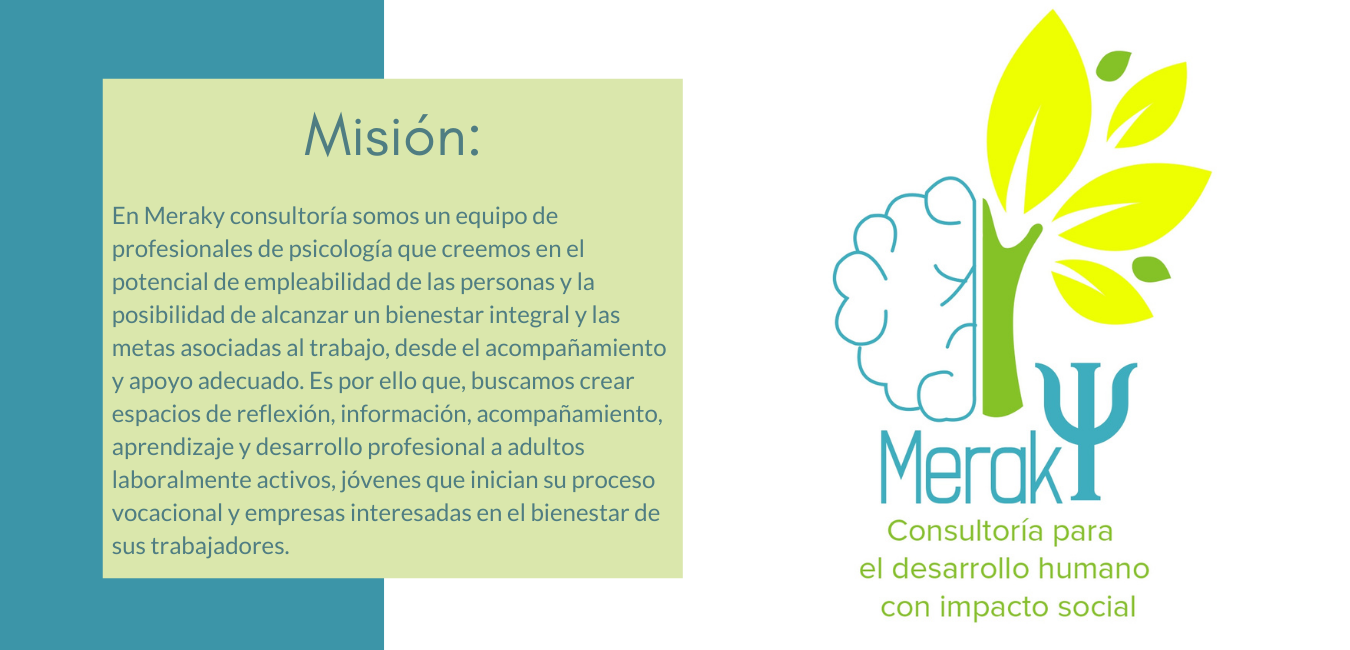 Misión:
En Meraky consultoría somos un equipo de
profesionales de psicología que creemos en el
potencial de empleabilidad de las personas y la
posibilidad de alcanzar un bienestar integral y las
metas asociadas al trabajo, desde el acompañamiento
y apoyo adecuado. Es por ello que, buscamos crear
espacios de reflexión, información, acompañamiento,
aprendizaje y desarrollo profesional a adultos
laboralmente activos, jóvenes que inician su proceso
vocacional y empresas interesadas en el bienestar de
sus trabajadores.
MerakΨ
Consultoría para
el desarrollo humano
con impacto social